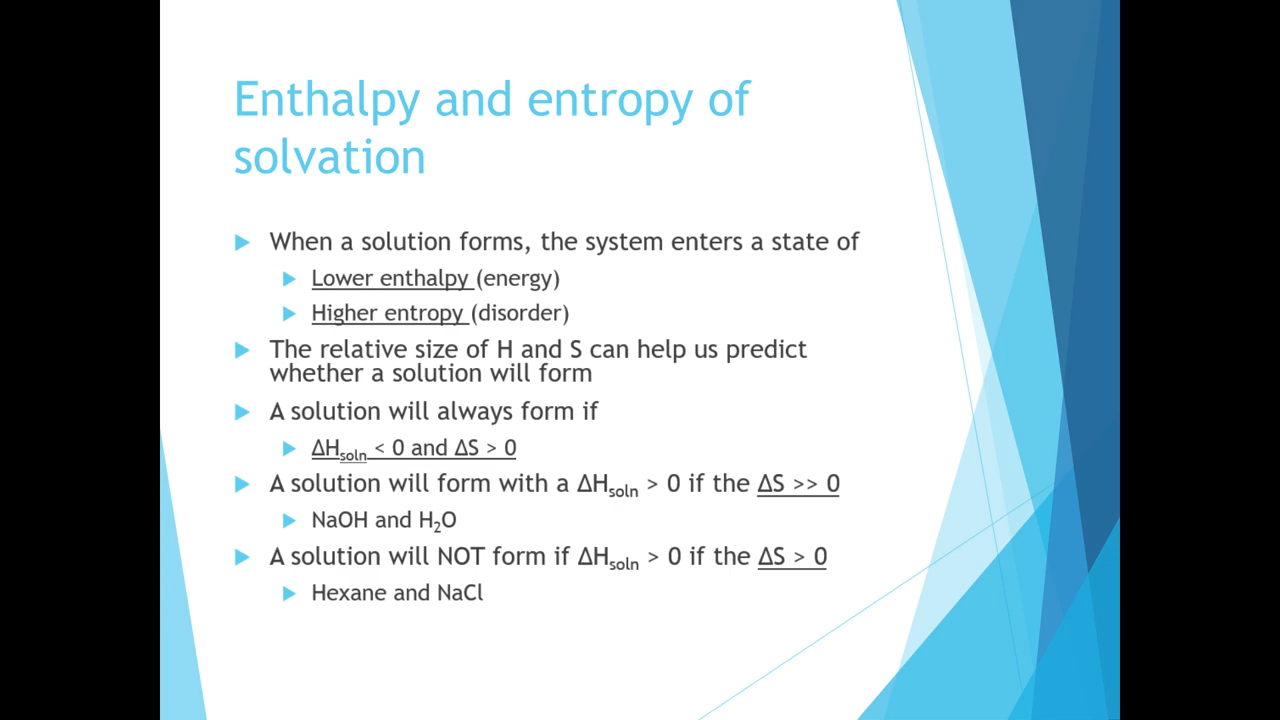 Enthalpy and entropy of
solvation
When a solution forms, the system enters a state of
Lower enthalpy (energy)
Higher entropy (disorder)
The relative size of H and S can help us predict
whether a solution will form
A solution will always form if
ΔHsoln < 0 and ΔS > 0
A solution will form with a ΔHsoln > 0 if the ΔS >> 0
NaOH and H₂O
A solution will NOT form if ΔHsoln > 0 if the ΔS > 0
Hexane and NaCl